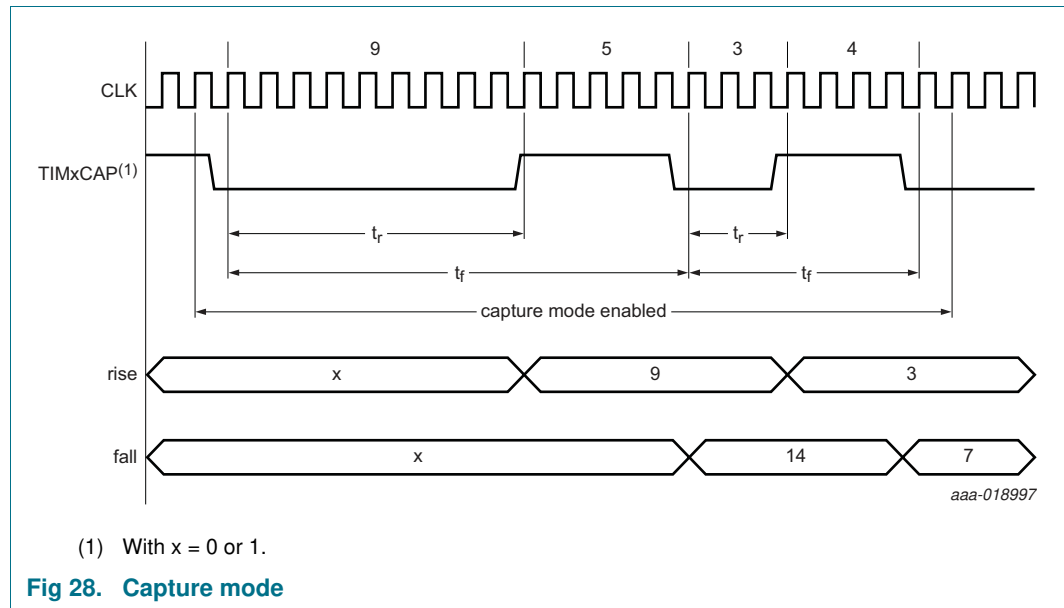 9 5 3 4
CLK
TIMxCAP(1)
tr tr
tf tf
capture mode enabled
rise x 9 3
fall x 14 7
aaa-018997
(1) With x = 0 or 1.
Fig 28. Capture mode